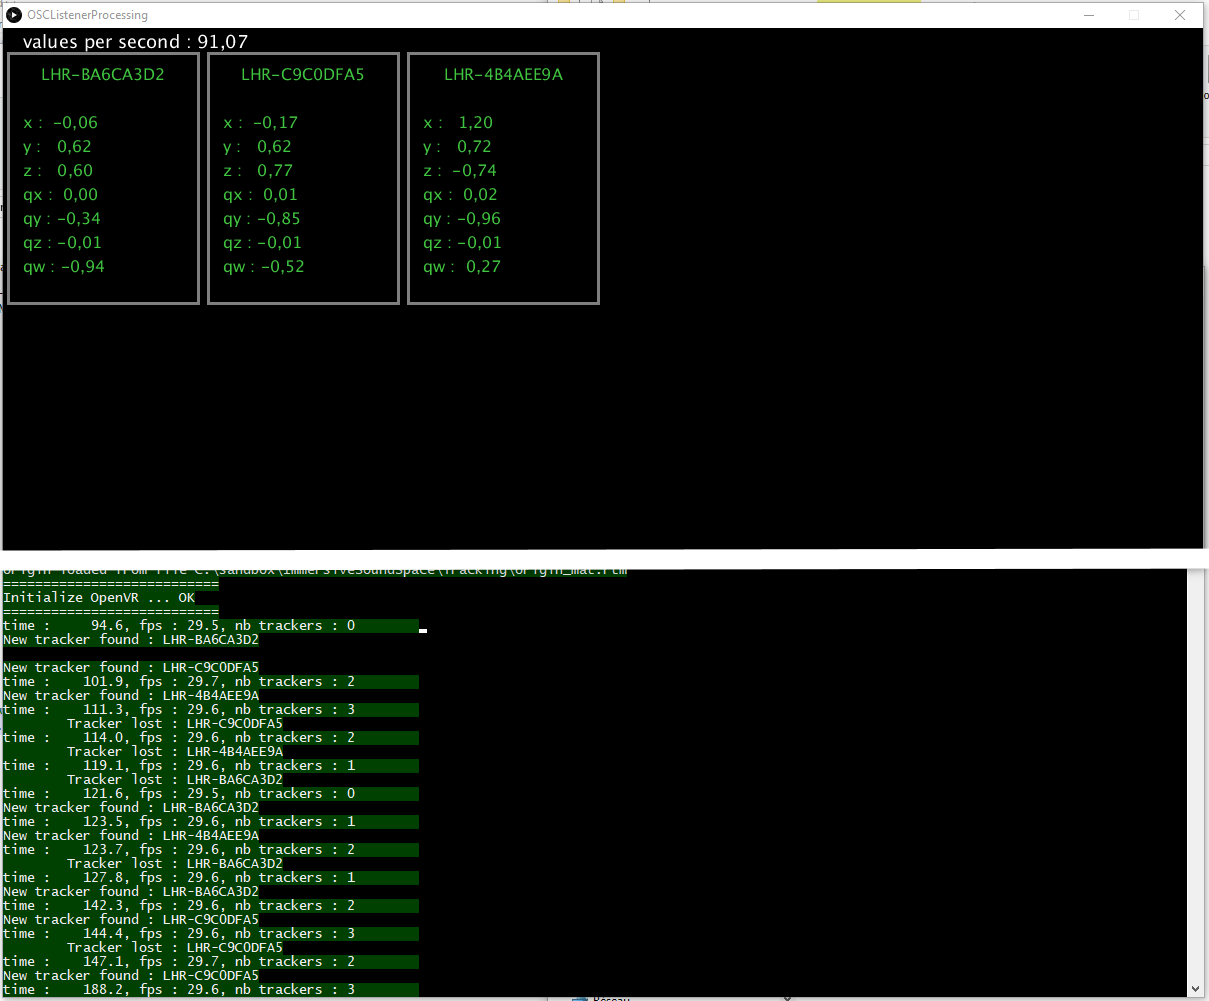 OSCListenerProcessing
values per second : 91,07
LHR-BA6CA3D2
x : -0,06
y : 0,62
z : 0,60
qx : 0,00
qy : -0,34
qz : -0,01
qw : -0,94
LHR-C9C0DFA5
x : -0,17
y : 0,62
z : 0,77
qx : 0,01
qy : -0,85
qz : -0,01
qw : -0,52
LHR-4B4AEE9A
x : 1,20
y : 0,72
z : -0,74
qx : 0,02
qy : -0,96
qz : -0,01
qw : 0,27
origin loaded from file C:\sandbox\ImmersiveSoundSpace\Tracking\origin_mat.rtm
===========================
Initialize OpenVR ... OK
===========================
time : 94.6, fps : 29.5, nb trackers : 0
New tracker found : LHR-BA6CA3D2
New tracker found : LHR-C9C0DFA5
time : 101.9, fps : 29.7, nb trackers : 2
New tracker found : LHR-4B4AEE9A
time : 111.3, fps : 29.6, nb trackers : 3
Tracker lost : LHR-C9C0DFA5
time : 114.0, fps : 29.6, nb trackers : 2
Tracker lost : LHR-4B4AEE9A
time : 119.1, fps : 29.6, nb trackers : 1
Tracker lost : LHR-BA6CA3D2
time : 121.6, fps : 29.5, nb trackers : 0
New tracker found : LHR-BA6CA3D2
time : 123.5, fps : 29.6, nb trackers : 1
New tracker found : LHR-4B4AEE9A
time : 123.7, fps : 29.6, nb trackers : 2
Tracker lost : LHR-BA6CA3D2
time : 127.8, fps : 29.6, nb trackers : 1
New tracker found : LHR-BA6CA3D2
time : 142.3, fps : 29.6, nb trackers : 2
New tracker found : LHR-C9C0DFA5
time : 144.4, fps : 29.6, nb trackers : 3
Tracker lost : LHR-C9C0DFA5
time : 147.1, fps : 29.7, nb trackers : 2
New tracker found : LHR-C9C0DFA5
time : 188.2, fps : 29.6, nb trackers : 3
Réseau